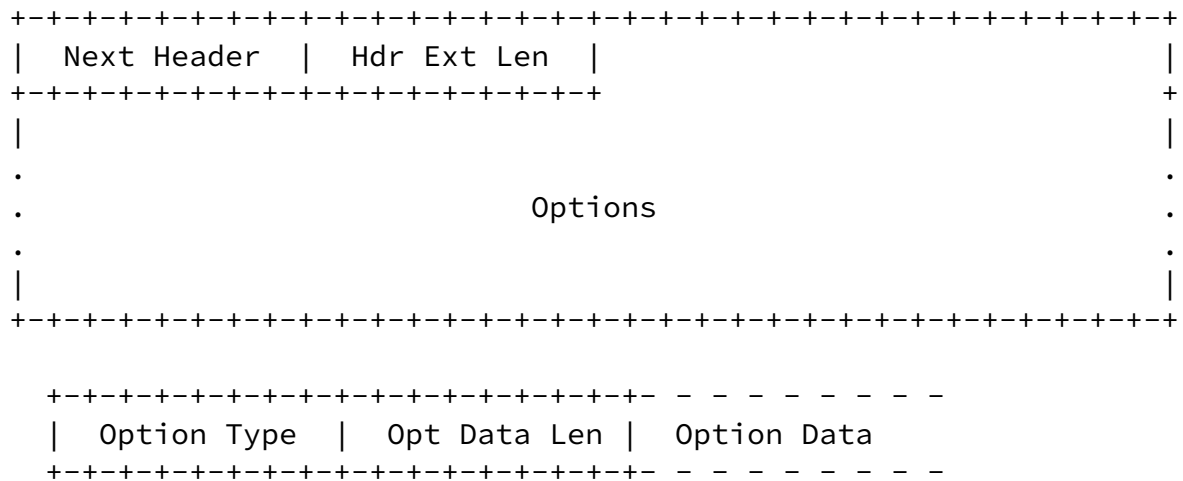 +-+-+-+-+-+-+-+-+-+-+-+-+-+-+-+-+-+-+-+-+-+-+-+-+-+-+-+-+-+-+-+-+
|  Next Header  |  Hdr Ext Len  |                               |
+-+-+-+-+-+-+-+-+-+-+-+-+-+-+-+-+                               +
|                                                               |
.                                                               .
.                            Options                            .
.                                                               .
|                                                               |
+-+-+-+-+-+-+-+-+-+-+-+-+-+-+-+-+-+-+-+-+-+-+-+-+-+-+-+-+-+-+-+-+
  +-+-+-+-+-+-+-+-+-+-+-+-+-+-+-+-+- - - - - - - - -
  |  Option Type  |  Opt Data Len |  Option Data
  +-+-+-+-+-+-+-+-+-+-+-+-+-+-+-+-+- - - - - - - - -